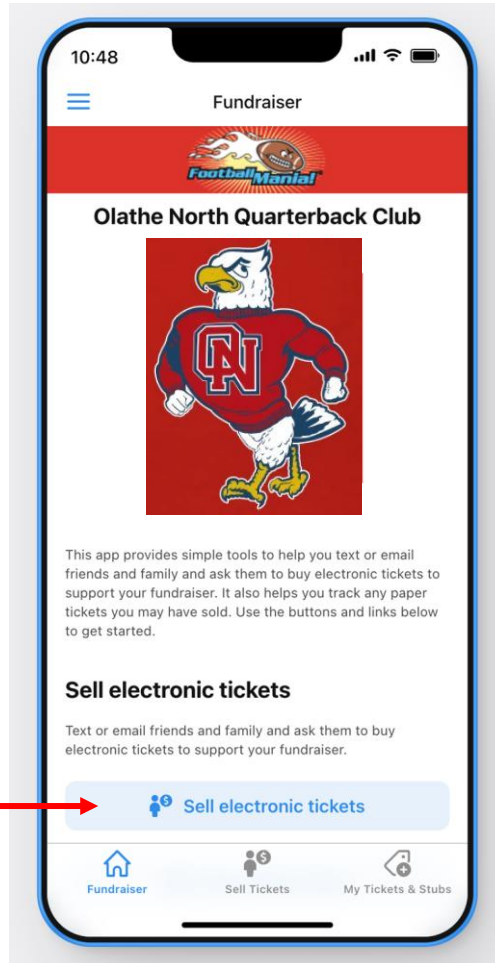 10:48
Fundraiser
Football Mania!
Olathe North Quarterback Club
ON
This app provides simple tools to help you text or email
friends and family and ask them to buy electronic tickets to
support your fundraiser. It also helps you track any paper
tickets you may have sold. Use the buttons and links below
to get started.
Sell electronic tickets
Text or email friends and family and ask them to buy
electronic tickets to support your fundraiser.
Sell electronic tickets
Fundraiser
Sell Tickets
My Tickets & Stubs